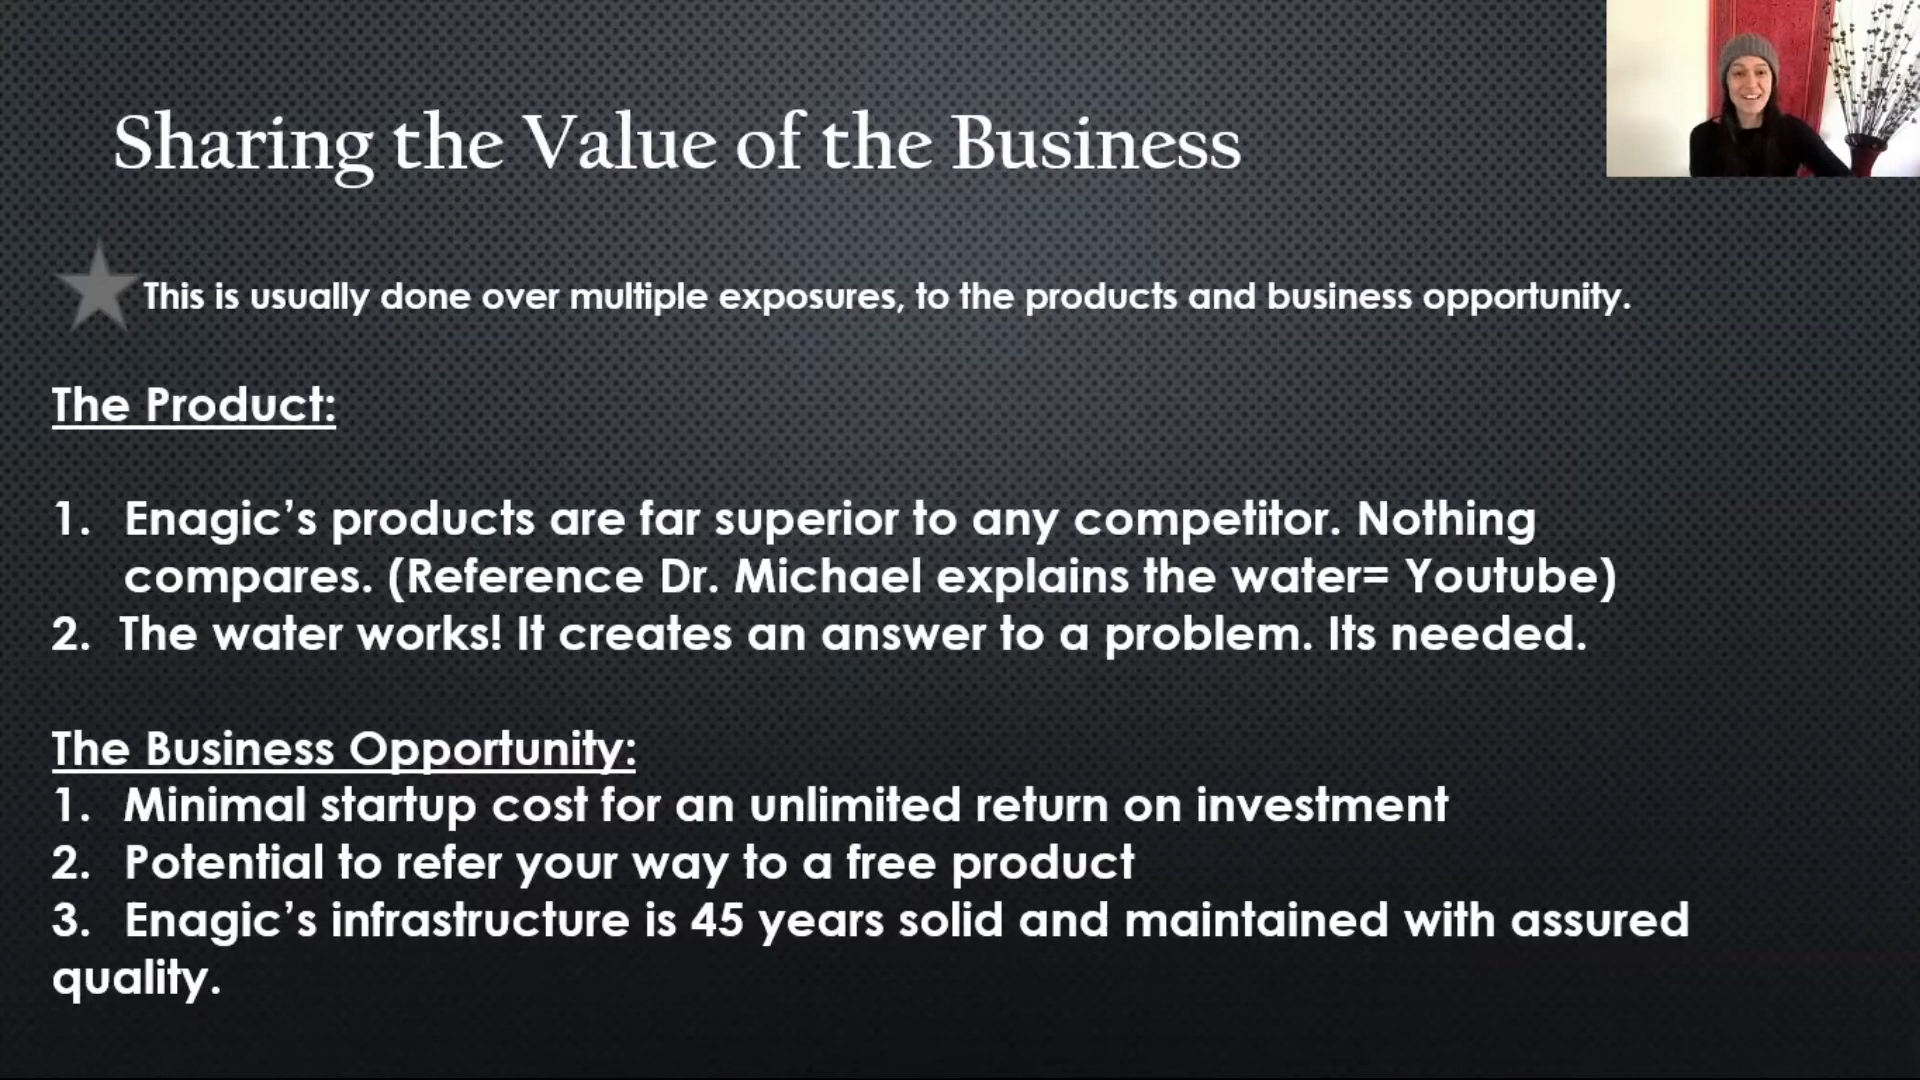 Sharing the Value of the Business
This is usually done over multiple exposures, to the products and business opportunity.
The Product:
1. Enagic’s products are far superior to any competitor. Nothing
compares. (Reference Dr. Michael explains the water= Youtube)
2. The water works! It creates an answer to a problem. Its needed.
The Business Opportunity:
1. Minimal startup cost for an unlimited return on investment
2. Potential to refer your way to a free product
3. Enagic’s infrastructure is 45 years solid and maintained with assured
quality.